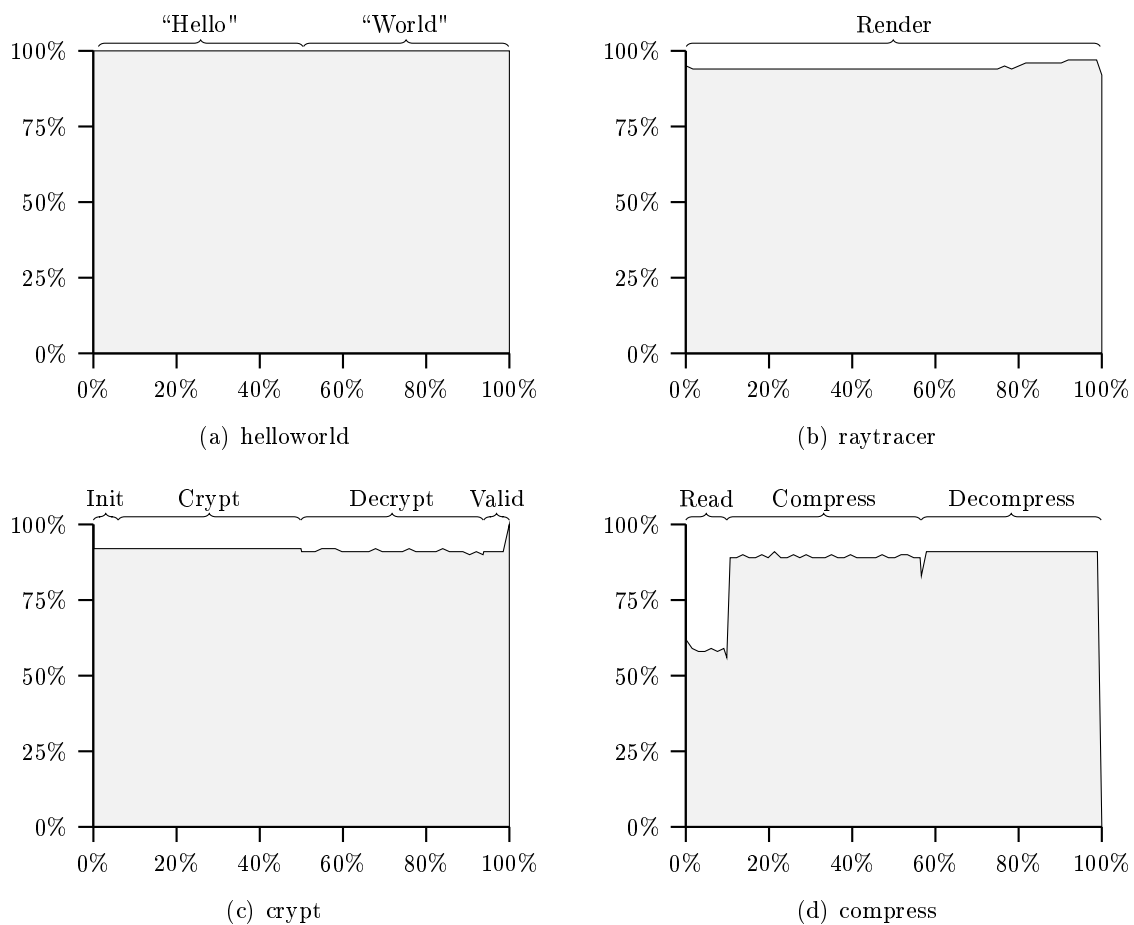 “Hello"
“World"
100%
75%
50%
25%
0%
0% 20% 40% 60% 80% 100%
(a) helloworld
Render
100%
75%
50%
25%
0%
0% 20% 40% 60% 80% 100%
(b) raytracer
Init Crypt Decrypt Valid
100%
75%
50%
25%
0%
0% 20% 40% 60% 80% 100%
(c) crypt
Read Compress Decompress
100%
75%
50%
25%
0%
0% 20% 40% 60% 80% 100%
(d) compress